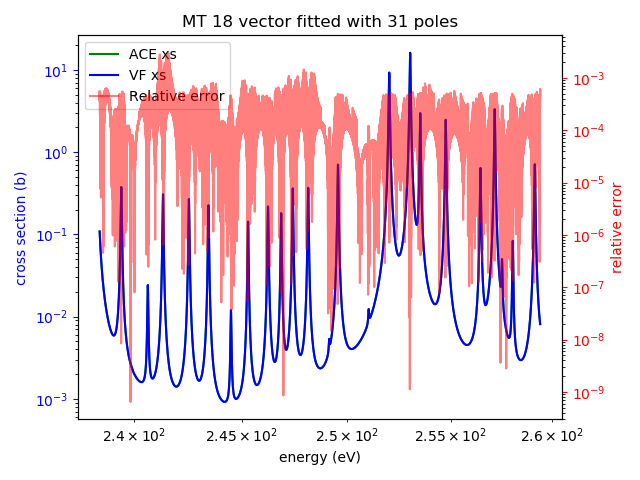 MT 18 vector fitted with 31 poles
ACE xs
VF xs
Relative error
10¹
10⁰
10⁻¹
10⁻²
10⁻³
cross section (b)
10⁻³
10⁻⁴
10⁻⁵
10⁻⁶
10⁻⁷
10⁻⁸
10⁻⁹
relative error
2.4 × 10² 2.45 × 10² 2.5 × 10² 2.55 × 10² 2.6 × 10²
energy (eV)